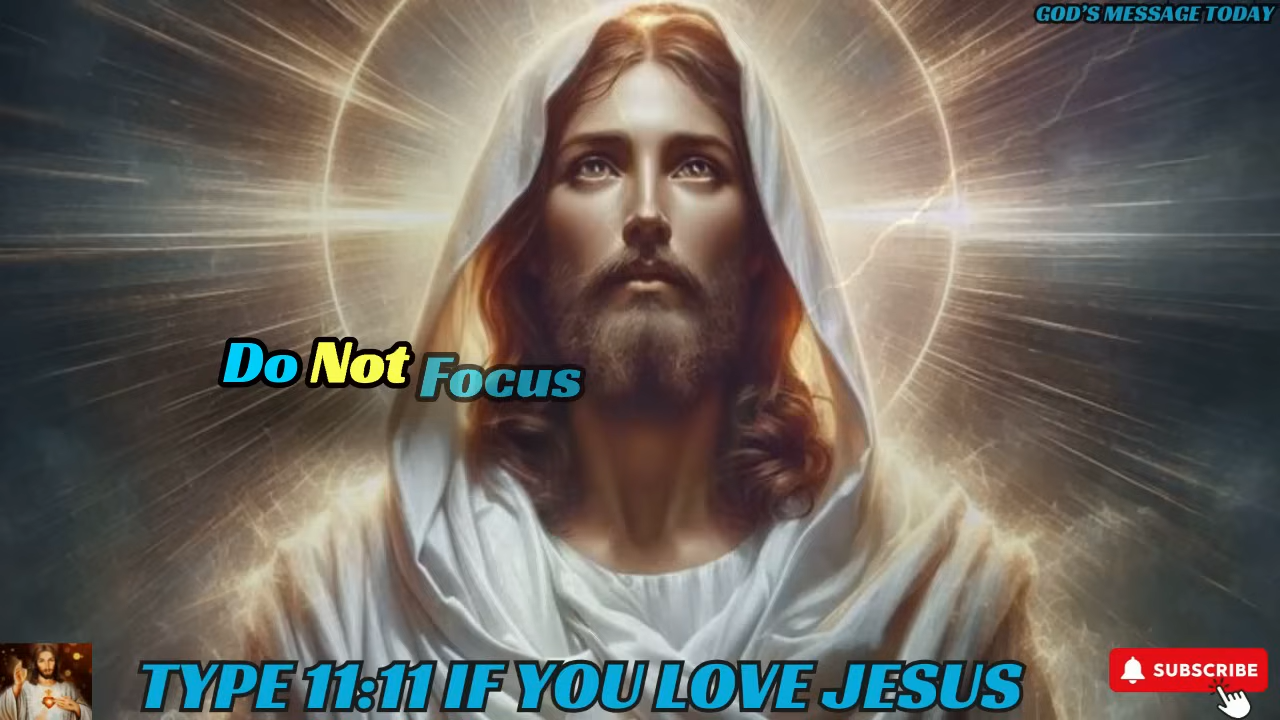 GOD'S MESSAGE TODAY
Do Not Focus
TYPE 11:11 IF YOU LOVE JESUS
SUBSCRIBE